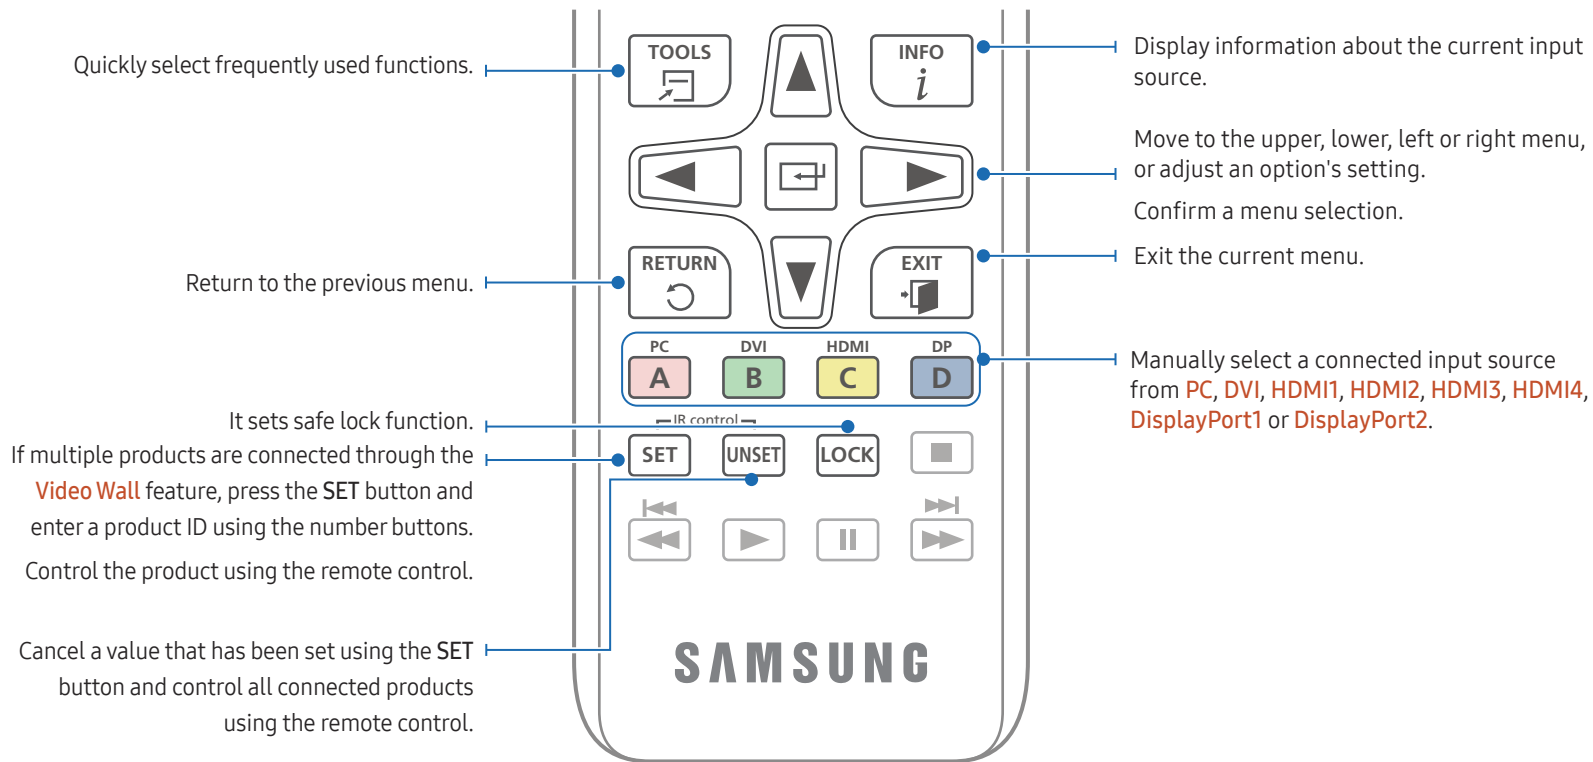 Quickly select frequently used functions.
TOOLS
INFO
i
Display information about the current input
source.
Move to the upper, lower, left or right menu,
or adjust an option's setting.
Confirm a menu selection.
Return to the previous menu.
RETURN
EXIT
Exit the current menu.
PC DVI HDMI DP
A B C D
Manually select a connected input source
from PC, DVI, HDMI1, HDMI2, HDMI3, HDMI4,
DisplayPort1 or DisplayPort2.
It sets safe lock function.
IR control
SET UNSET LOCK
If multiple products are connected through the
Video Wall feature, press the SET button and
enter a product ID using the number buttons.
Control the product using the remote control.
Cancel a value that has been set using the SET
button and control all connected products
using the remote control.
SAMSUNG